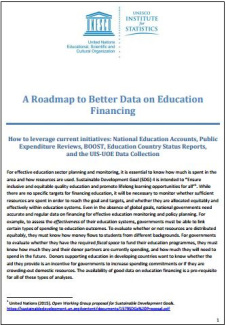 UNESCO
INSTITUTE
FOR
STATISTICS
United Nations
Educational, Scientific and
Cultural Organization
A Roadmap to Better Data on Education
Financing
How to leverage current initiatives: National Education Accounts, Public
Expenditure Reviews, BOOST, Education Country Status Reports,
and the UIS-UOE Data Collection
For effective education sector planning and monitoring, it is essential to know how much is spent in the
area and how resources are used. Sustainable Development Goal (SDG) 4 is intended to "Ensure
inclusive and equitable quality education and promote lifelong learning opportunities for all". While
there are no specific targets for financing education, it will be necessary to monitor whether sufficient
resources are spent in order to reach the goal and targets, and whether they are allocated equitably and
effectively within education systems. Even in the absence of global goals, national governments need
accurate and regular data on financing for effective education monitoring and policy planning. For
example, to assess the effectiveness of their education systems, governments must be able to link
certain types of spending to education outcomes. To evaluate whether or not resources are distributed
equitably, they must know how money flows to students from different backgrounds. For governments
to evaluate whether they have the required fiscal space to fund their education programmes, they must
know how much they and their donor partners are currently spending, and how much they will need to
spend in the future. Donors supporting education in developing countries want to know whether the
aid they provide is an incentive for governments to increase spending commitments or if they are
crowding-out domestic resources. The availability of good data on education financing is a pre-requisite
for all of these types of analyses.
United Nations (2015), Open Working Group proposal for Sustainable Development Goals.
1